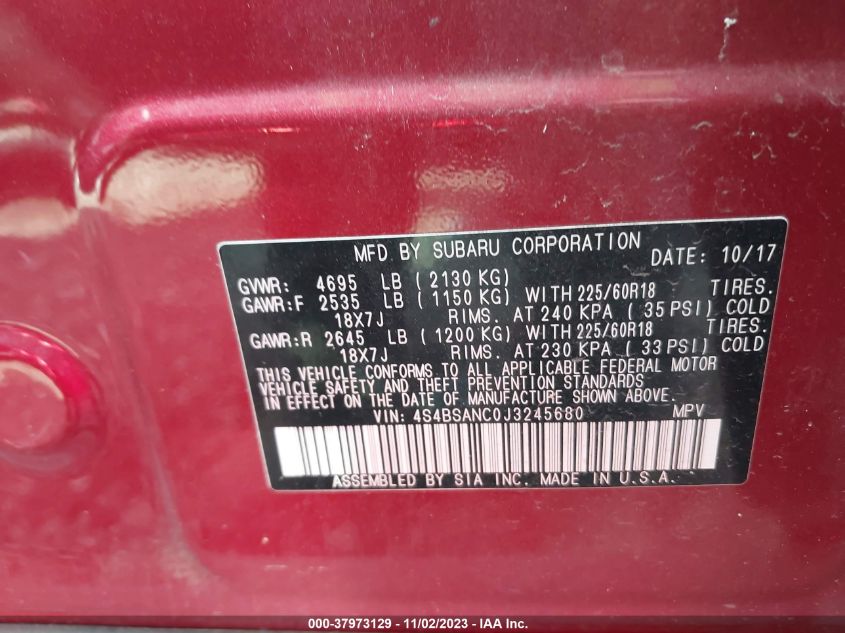 MFD BY SUBARU CORPORATION DATE: 10/17
GVWR: 4695 LB (2130 KG)
GAWR:F 2535 LB (1150 KG) WITH 225/60R18 TIRES.
18X7J RIMS. AT 240 KPA (35 PSI) COLD
GAWR:R 2645 LB (1200 KG) WITH 225/60R18 TIRES.
18X7J RIMS. AT 230 KPA (33 PSI) COLD
THIS VEHICLE CONFORMS TO ALL APPLICABLE FEDERAL MOTOR
VEHICLE SAFETY AND THEFT PREVENTION STANDARDS
IN EFFECT ON THE DATE OF MANUFACTURE SHOWN ABOVE.
VIN: 4S4BSANC0J3245680 MPV
ASSEMBLED BY SIA INC. MADE IN U.S.A.
000-37973129 - 11/02/2023 - IAA Inc.